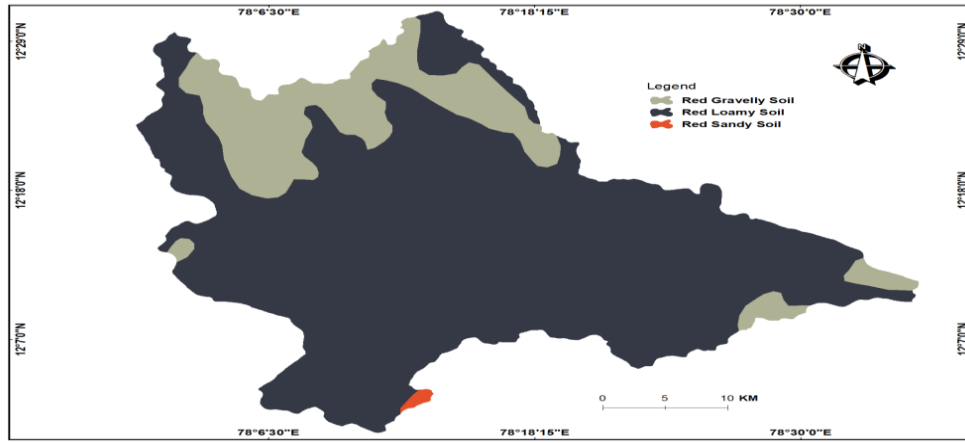 78°6'30"E 78°18'15"E 78°30'0"E
12°29'0"N 12°29'0"N
N
Legend
Red Gravelly Soil
Red Loamy Soil
Red Sandy Soil
12°18'0"N 12°18'0"N
12°7'0"N 12°7'0"N
0 5 10 KM
78°6'30"E 78°18'15"E 78°30'0"E